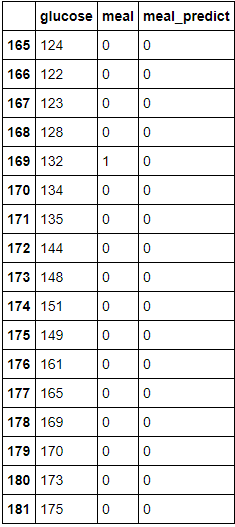 glucose meal meal_predict
165 124 0 0
166 122 0 0
167 123 0 0
168 128 0 0
169 132 1 0
170 134 0 0
171 135 0 0
172 144 0 0
173 148 0 0
174 151 0 0
175 149 0 0
176 161 0 0
177 165 0 0
178 169 0 0
179 170 0 0
180 173 0 0
181 175 0 0